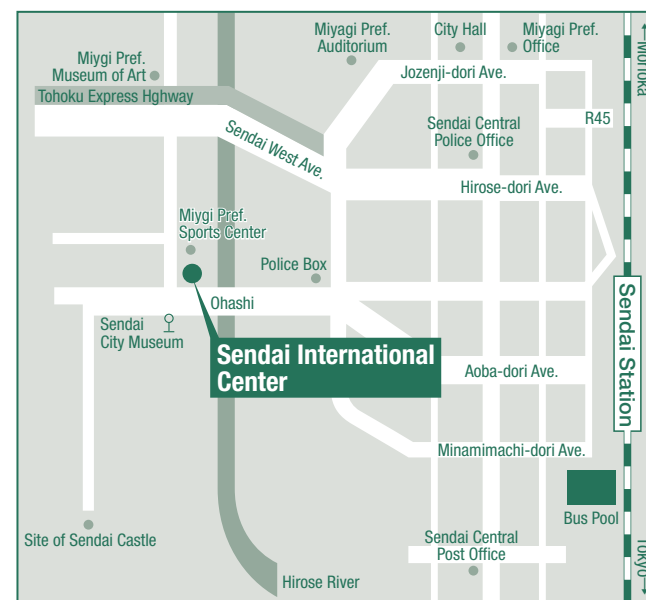 Miyagi Pref.
Auditorium
City Hall
Miyagi Pref.
Office
←Morioka
Miygi Pref.
Museum of Art
Jozenji-dori Ave.
Tohoku Express Hghway
R45
Sendai West Ave.
Sendai Central
Police Office
Hirose-dori Ave.
Miygi Pref.
Sports Center
Police Box
Ohashi
Sendai
City Museum
Sendai International
Center
Sendai Station
Aoba-dori Ave.
Minamimachi-dori Ave.
Bus Pool
Site of Sendai Castle
Sendai Central
Post Office
Hirose River
Tokyo→